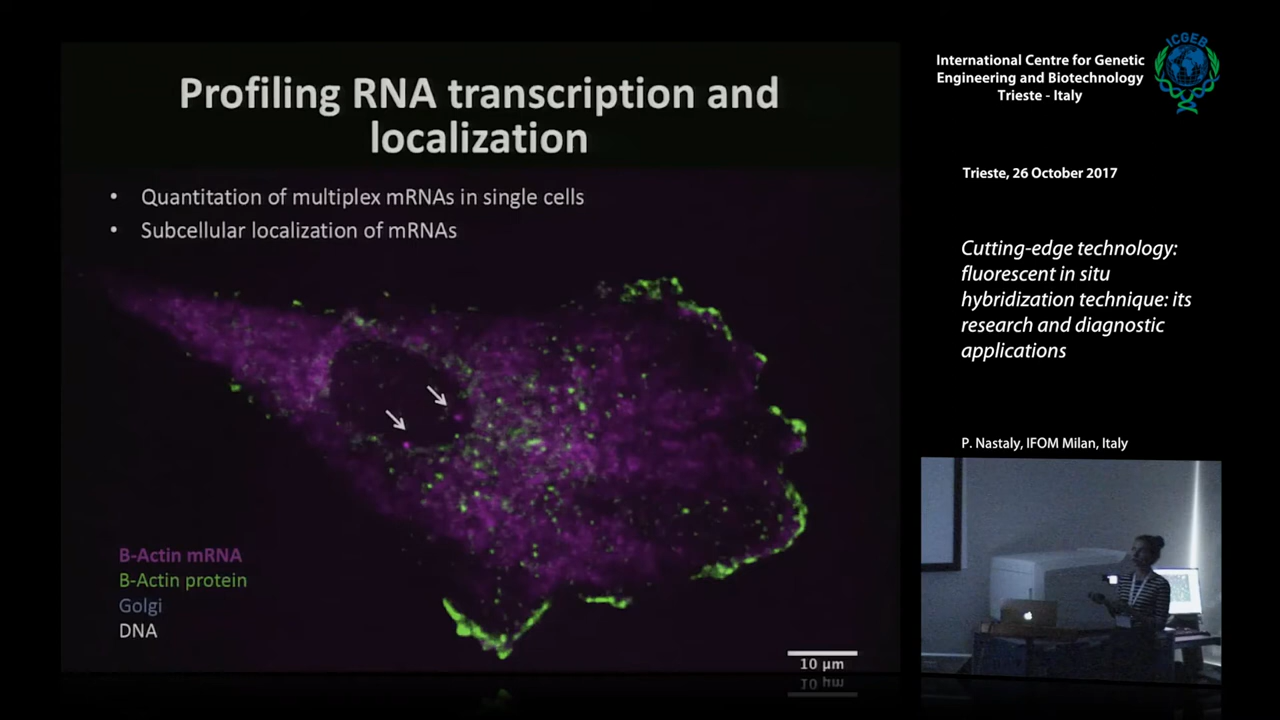 Profiling RNA transcription and
localization
• Quantitation of multiplex mRNAs in single cells
• Subcellular localization of mRNAs
B-Actin mRNA
B-Actin protein
Golgi
DNA
10 µm
International Centre for Genetic
Engineering and Biotechnology
Trieste - Italy
ICGEB
Trieste, 26 October 2017
Cutting-edge technology:
fluorescent in situ
hybridization technique: its
research and diagnostic
applications
P. Nastaly, IFOM Milan, Italy